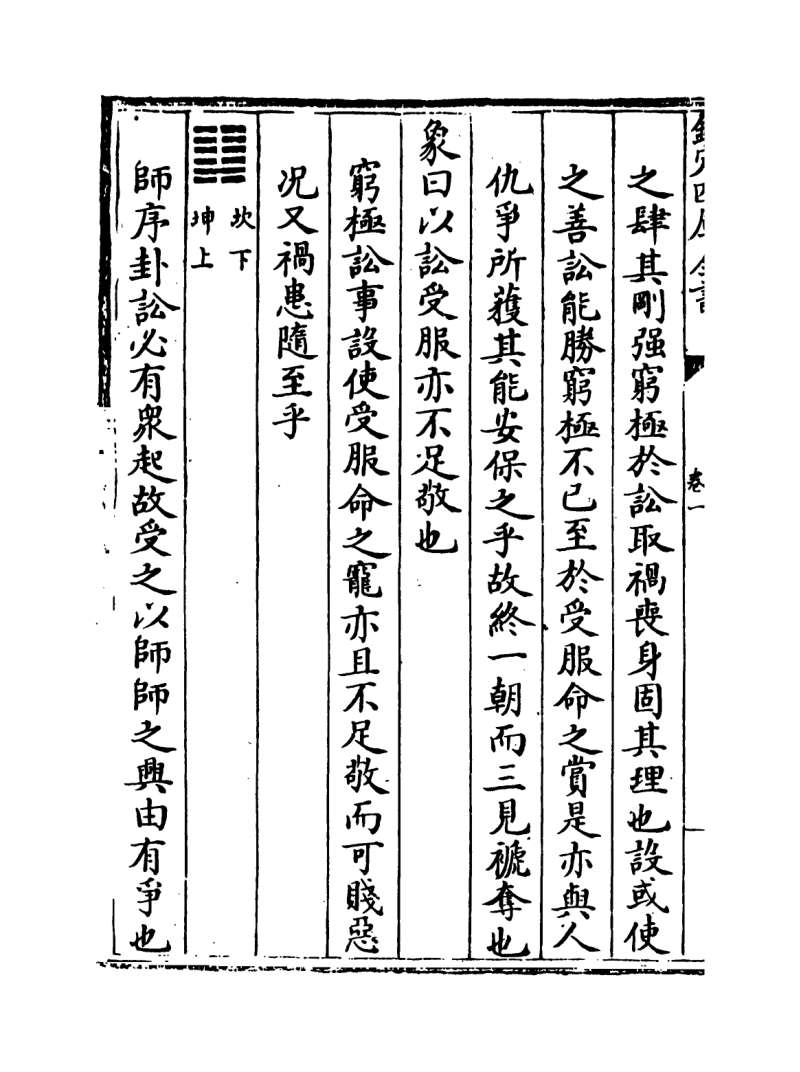 欽定四庫全書
卷一
之肆其剛强窮極於訟取禍喪身固其理也設或使
之善訟能勝窮極不已至於受服命之賞是亦與人
仇爭所獲其能安保之乎故終一朝而三見褫奪也
象曰以訟受服亦不足敬也
窮極訟事設使受服命之寵亦且不足敬而可賤惡
况又禍患隨至乎
坎下
坤上
師序卦訟必有衆起故受之以師師之興由有爭也